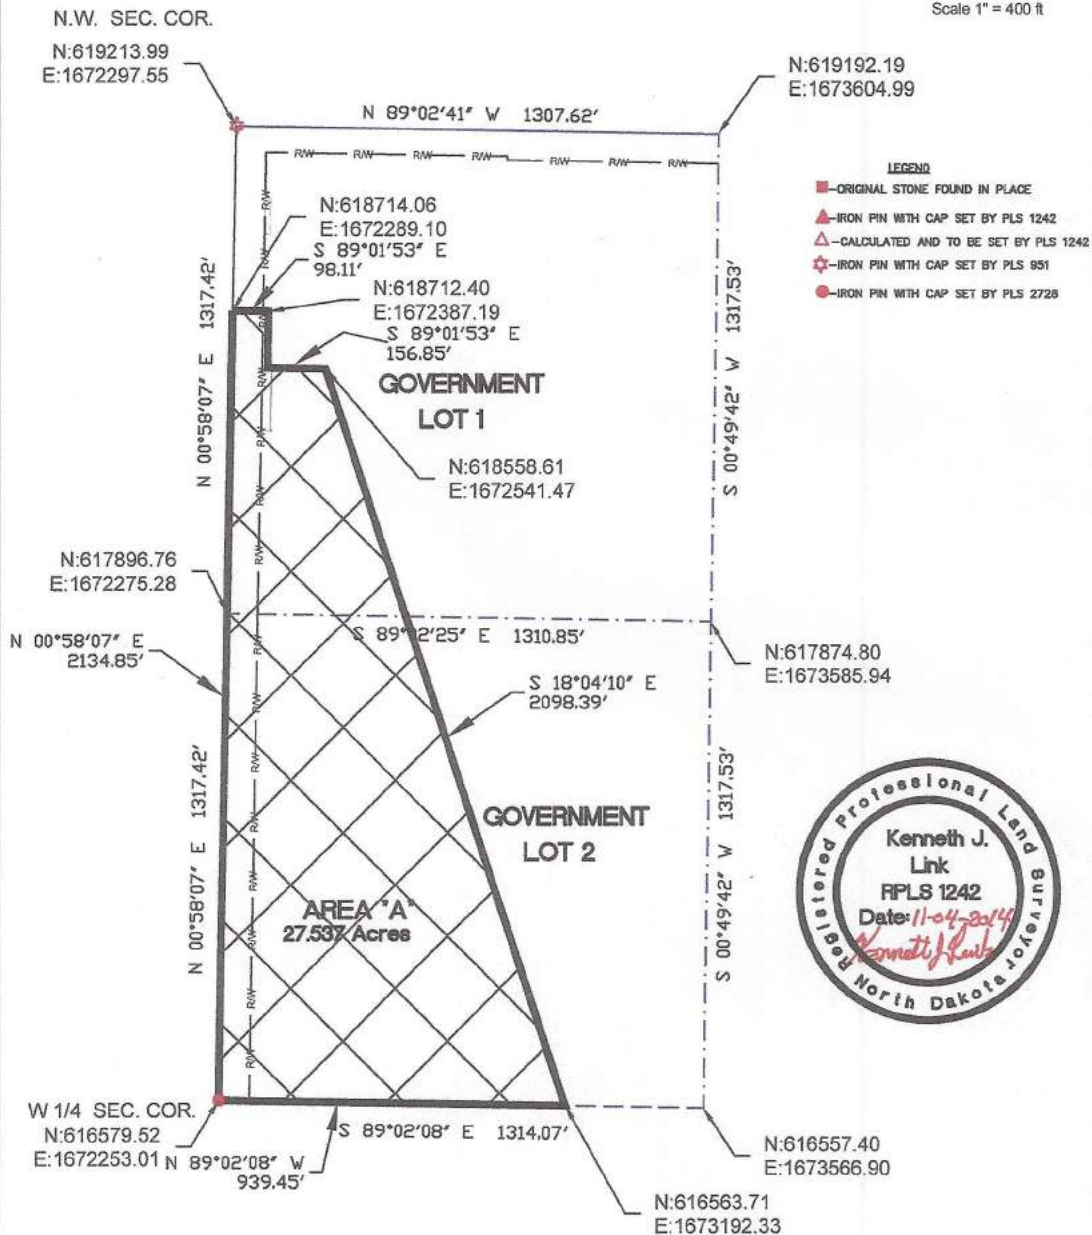 Scale 1" = 400 ft
N.W. SEC. COR.
N:619213.99
E:1672297.55
N:619192.19
E:1673604.99
N 89°02'41" W 1307.62'
R/W R/W R/W R/W R/W R/W R/W
LEGEND
-ORIGINAL STONE FOUND IN PLACE
-IRON PIN WITH CAP SET BY PLS 1242
-CALCULATED AND TO BE SET BY PLS 1242
-IRON PIN WITH CAP SET BY PLS 951
-IRON PIN WITH CAP SET BY PLS 2728
R/W
N:618714.06
E:1672289.10
S 89°01'53" E
98.11'
R/W
N:618712.40
E:1672387.19
S 89°01'53" E
156.85'
N 00°58'07" E 1317.42'
S 00°49'42" W 1317.53'
GOVERNMENT
LOT 1
R/W
R/W
N:618558.61
E:1672541.47
R/W
R/W
N:617896.76
E:1672275.28
S 89°02'25" E 1310.85'
N 00°58'07" E
2134.85'
R/W
N:617874.80
E:1673585.94
S 18°04'10" E
2098.39'
R/W
R/W
N 00°58'07" E 1317.42'
S 00°49'42" W 1317.53'
GOVERNMENT
LOT 2
R/W
R/W
AREA "A"
27.537 Acres
R/W
R/W
Registered Professional Land Surveyor
Kenneth J.
Link
RPLS 1242
Date: 11-04-2014
Kenneth J Link
North Dakota
W 1/4 SEC. COR.
N:616579.52
E:1672253.01
S 89°02'08" E 1314.07'
N 89°02'08" W
939.45'
N:616557.40
E:1673566.90
N:616563.71
E:1673192.33